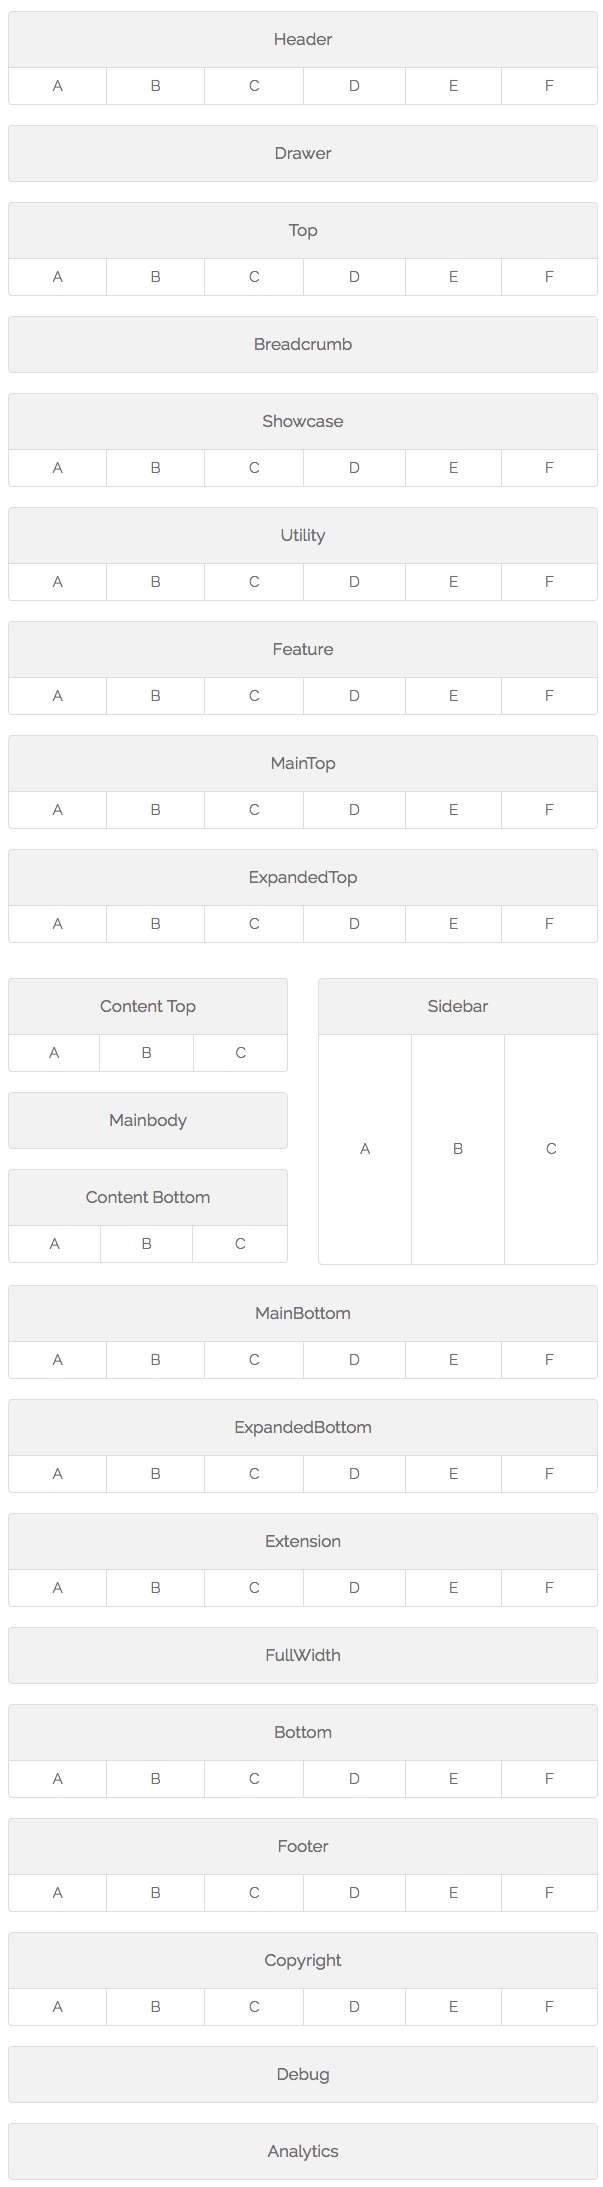 Header
A B C D E F
Drawer
Top
A B C D E F
Breadcrumb
Showcase
A B C D E F
Utility
A B C D E F
Feature
A B C D E F
MainTop
A B C D E F
ExpandedTop
A B C D E F
Content Top
A B C
Mainbody
Content Bottom
A B C
Sidebar
A B C
MainBottom
A B C D E F
ExpandedBottom
A B C D E F
Extension
A B C D E F
FullWidth
Bottom
A B C D E F
Footer
A B C D E F
Copyright
A B C D E F
Debug
Analytics